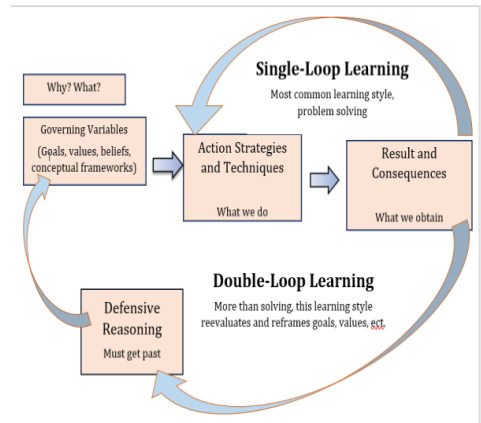 Single-Loop Learning
Most common learning style,
problem solving
Why? What?
Governing Variables
(Goals, values, beliefs,
conceptual frameworks)
Action Strategies
and Techniques
What we do
Result and
Consequences
What we obtain
Double-Loop Learning
More than solving, this learning style
reevaluates and reframes goals, values, ect,
Defensive
Reasoning
Must get past